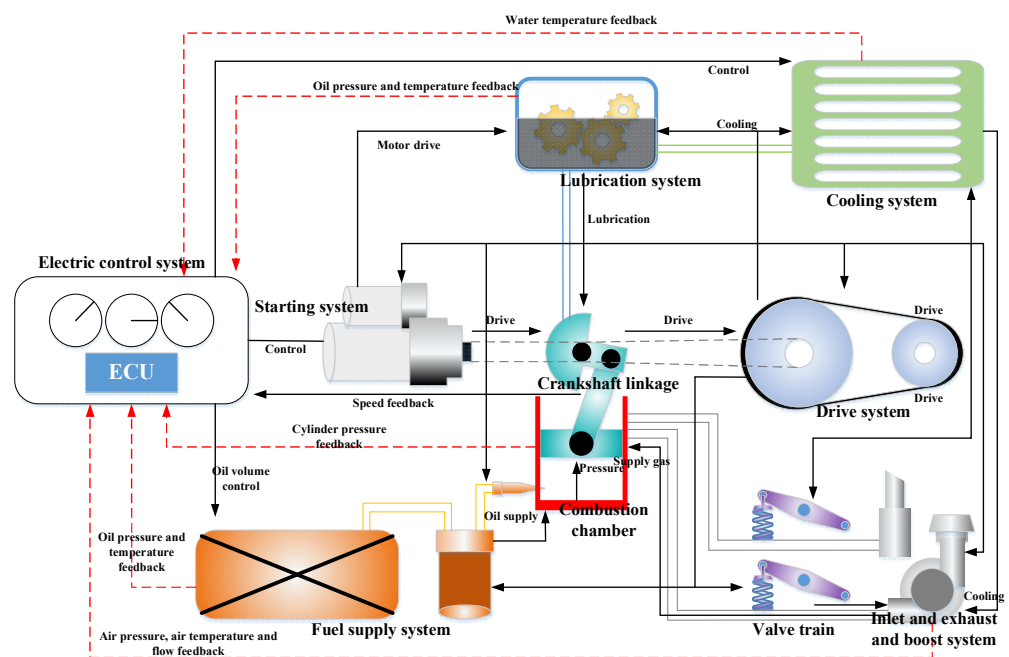 Water temperature feedback
Control
Oil pressure and temperature feedback
Cooling
Motor drive
Lubrication system
Cooling system
Lubrication
Electric control system
Starting system
Drive
Drive
Drive
Control
ECU
Crankshaft linkage
Drive
Speed feedback
Drive system
Cylinder pressure
feedback
Supply gas
Pressure
Oil volume
control
Oil supply
Combustion
chamber
Oil pressure and
temperature
feedback
Cooling
Fuel supply system
Valve train
Inlet and exhaust
and boost system
Air pressure, air temperature and
flow feedback